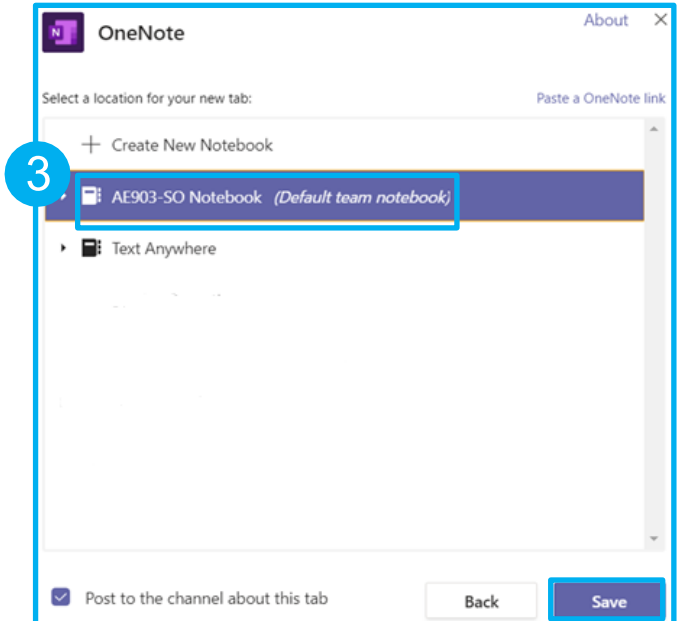 OneNote
About
Select a location for your new tab:
Paste a OneNote link
Create New Notebook
3
AE903-SO Notebook (Default team notebook)
Text Anywhere
Post to the channel about this tab
Back
Save